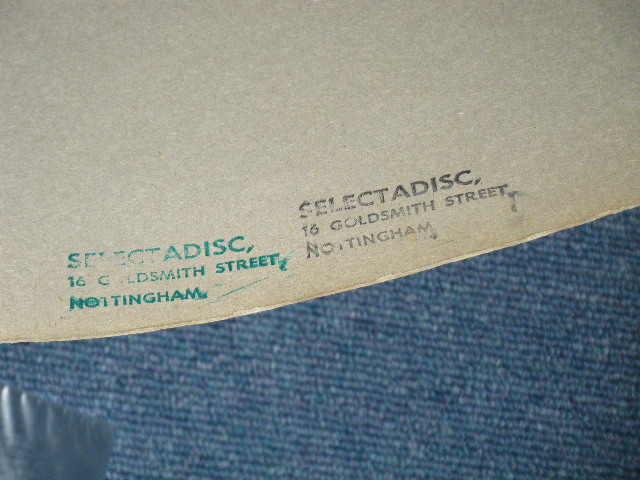 SELECTADISC,
16 GOLDSMITH STREET,
NOTTINGHAM.
SELECTADISC,
16 GOLDSMITH STREET,
NOTTINGHAM,